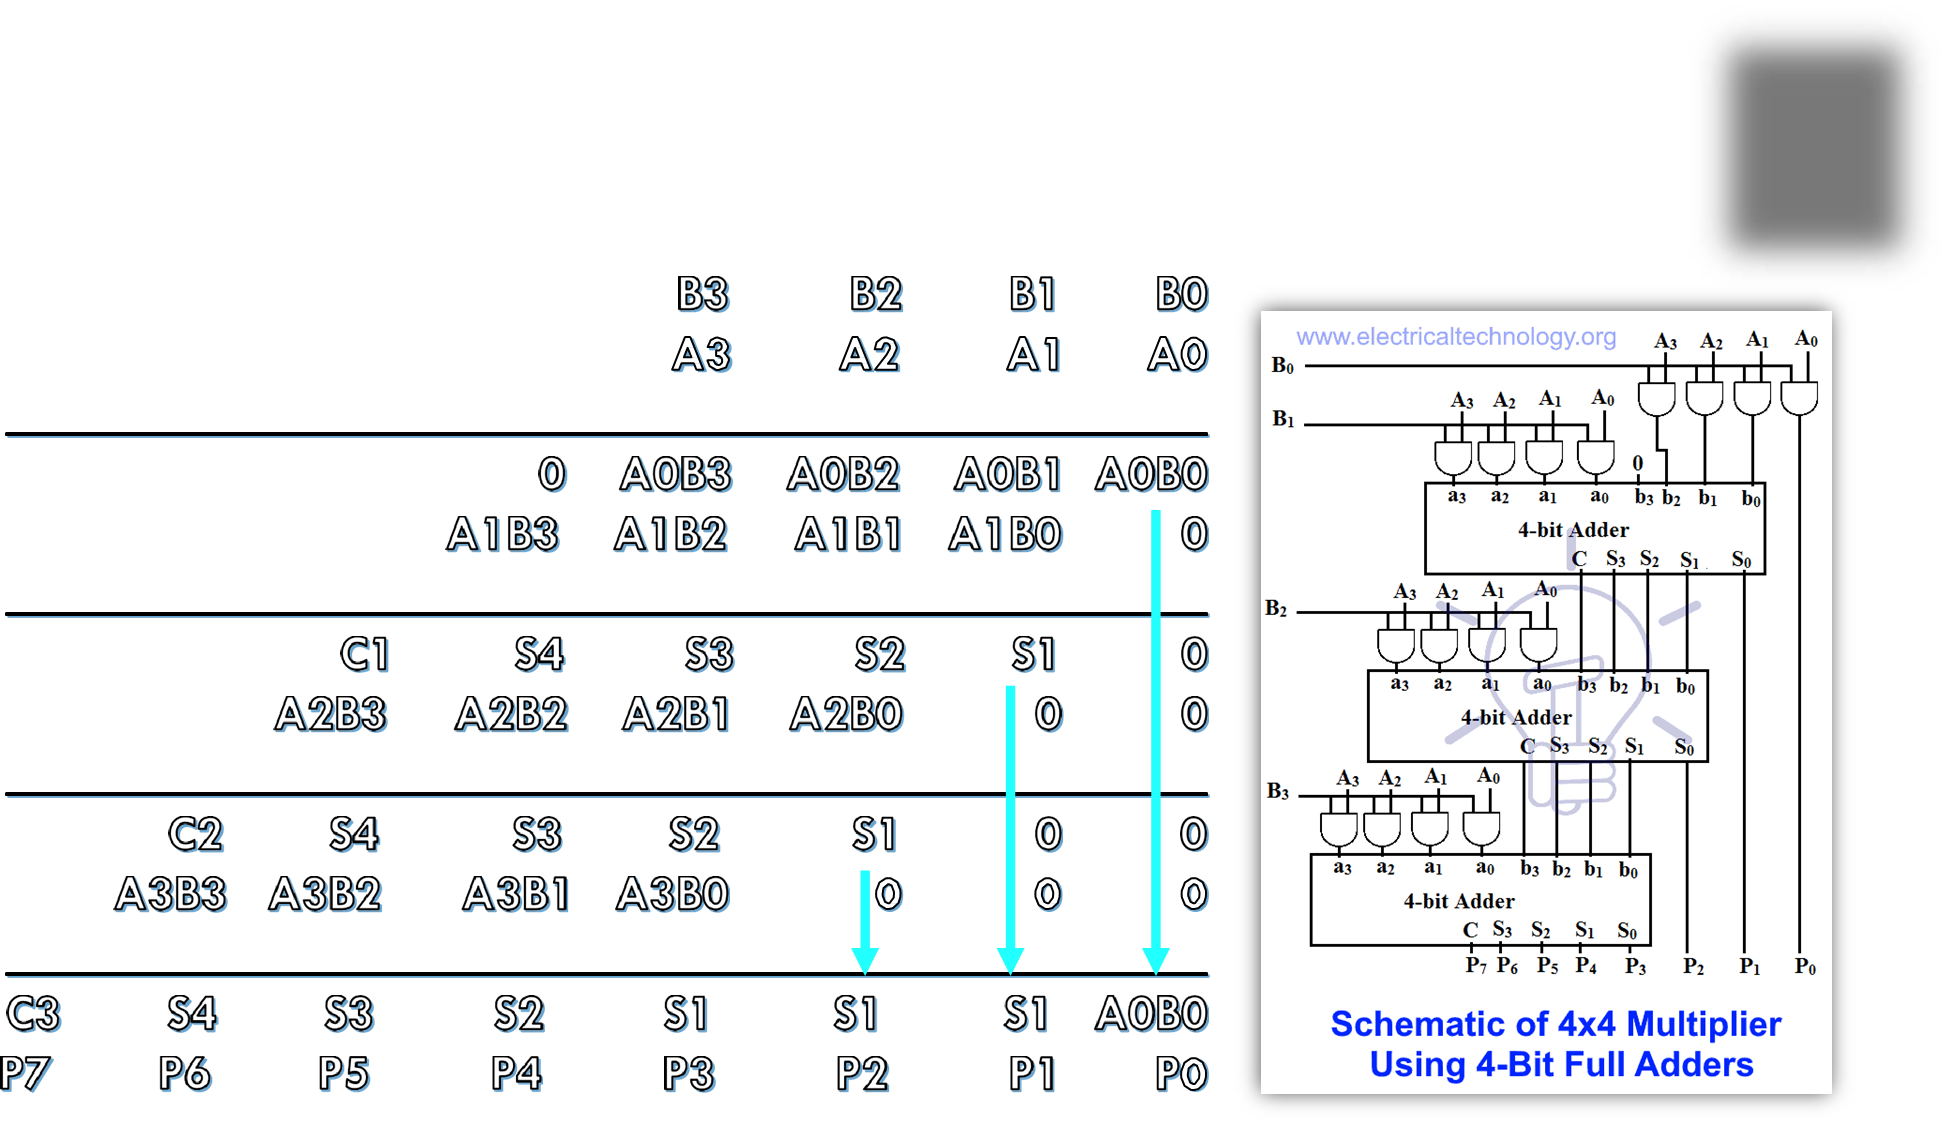 B3 B2 B1 B0
A3 A2 A1 A0
0 A0B3 A0B2 A0B1 A0B0
A1B3 A1B2 A1B1 A1B0 0
C1 S4 S3 S2 S1 0
A2B3 A2B2 A2B1 A2B0 0 0
C2 S4 S3 S2 S1 0 0
A3B3 A3B2 A3B1 A3B0 0 0 0
C3 S4 S3 S2 S1 S1 S1 A0B0
P7 P6 P5 P4 P3 P2 P1 P0
www.electricaltechnology.org
A₃ A₂ A₁ A₀
B₀
A₃ A₂ A₁ A₀
B₁
0
a₃ a₂ a₁ a₀ b₃ b₂ b₁ b₀
4-bit Adder
C S₃ S₂ S₁ S₀
A₃ A₂ A₁ A₀
B₂
a₃ a₂ a₁ a₀ b₃ b₂ b₁ b₀
4-bit Adder
C S₃ S₂ S₁ S₀
A₃ A₂ A₁ A₀
B₃
a₃ a₂ a₁ a₀ b₃ b₂ b₁ b₀
4-bit Adder
C S₃ S₂ S₁ S₀
P₇ P₆ P₅ P₄ P₃ P₂ P₁ P₀
Schematic of 4x4 Multiplier
Using 4-Bit Full Adders